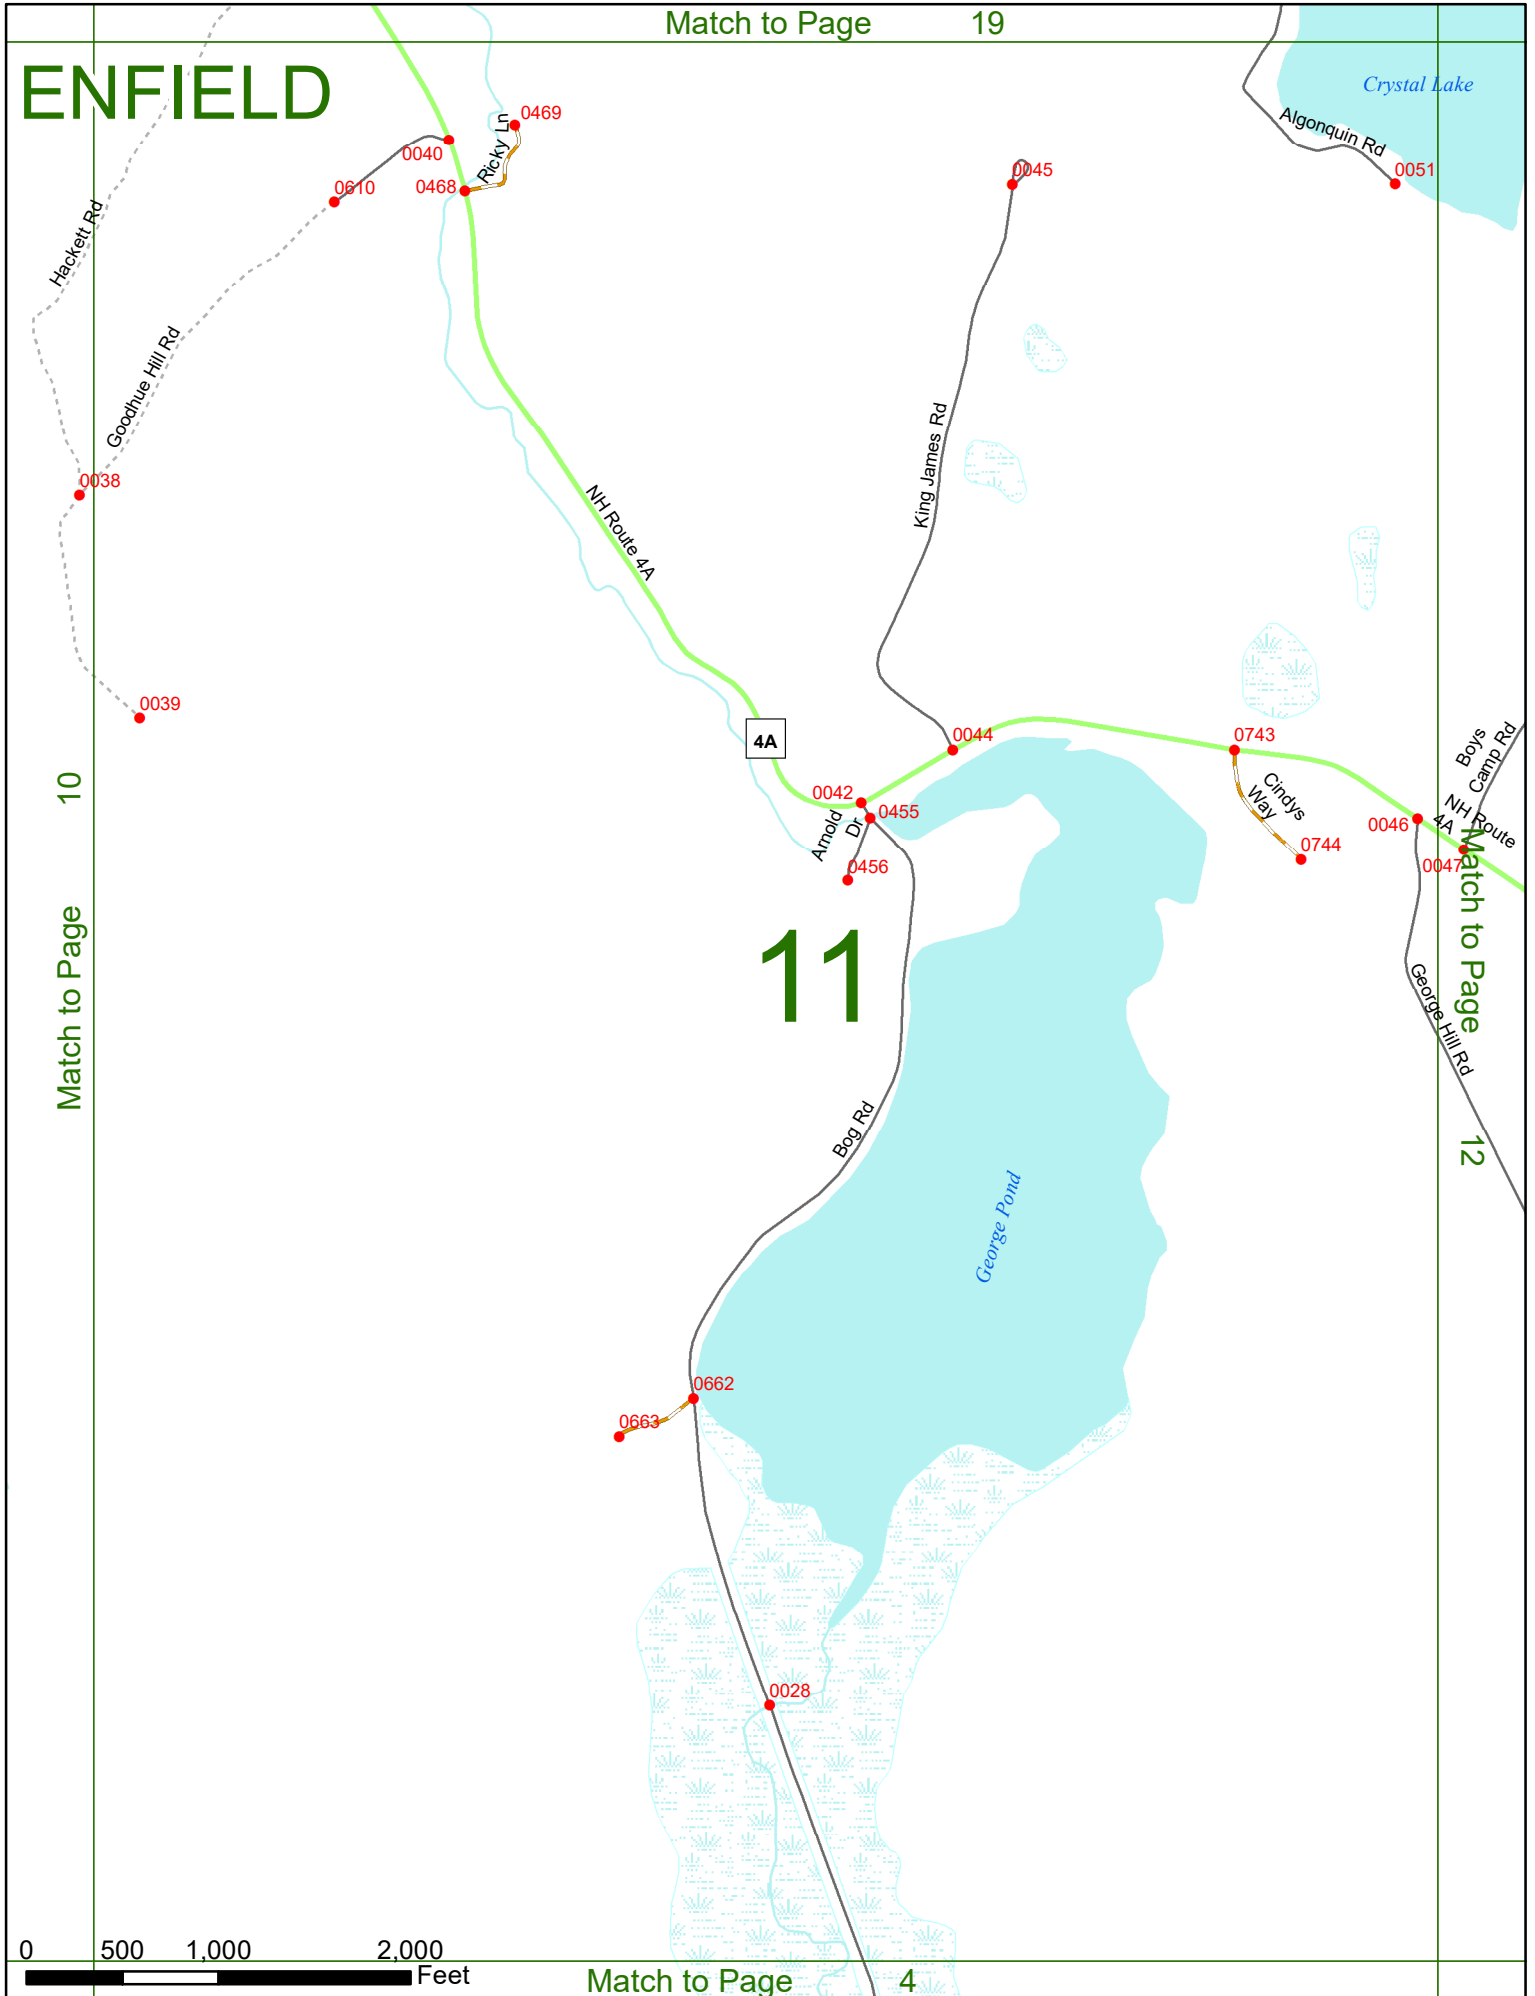 Match to Page 19
ENFIELD
Crystal Lake
0469
Algonquin Rd
Ricky Ln
0040
0045
0051
0610
0468
Hackett Rd
Goodhue Hill Rd
King James Rd
0038
NH Route 4A
0039
4A
0044
0743
Boys
Camp Rd
Match to Page 10
Cindys
Way
0042
0455
Arnold
Dr
0046
NH Route
4A
0047
0744
0456
Match to Page 12
11
George Hill Rd
Bog Rd
George Pond
0662
0663
0028
0 500 1,000 2,000
Feet
Match to Page 4